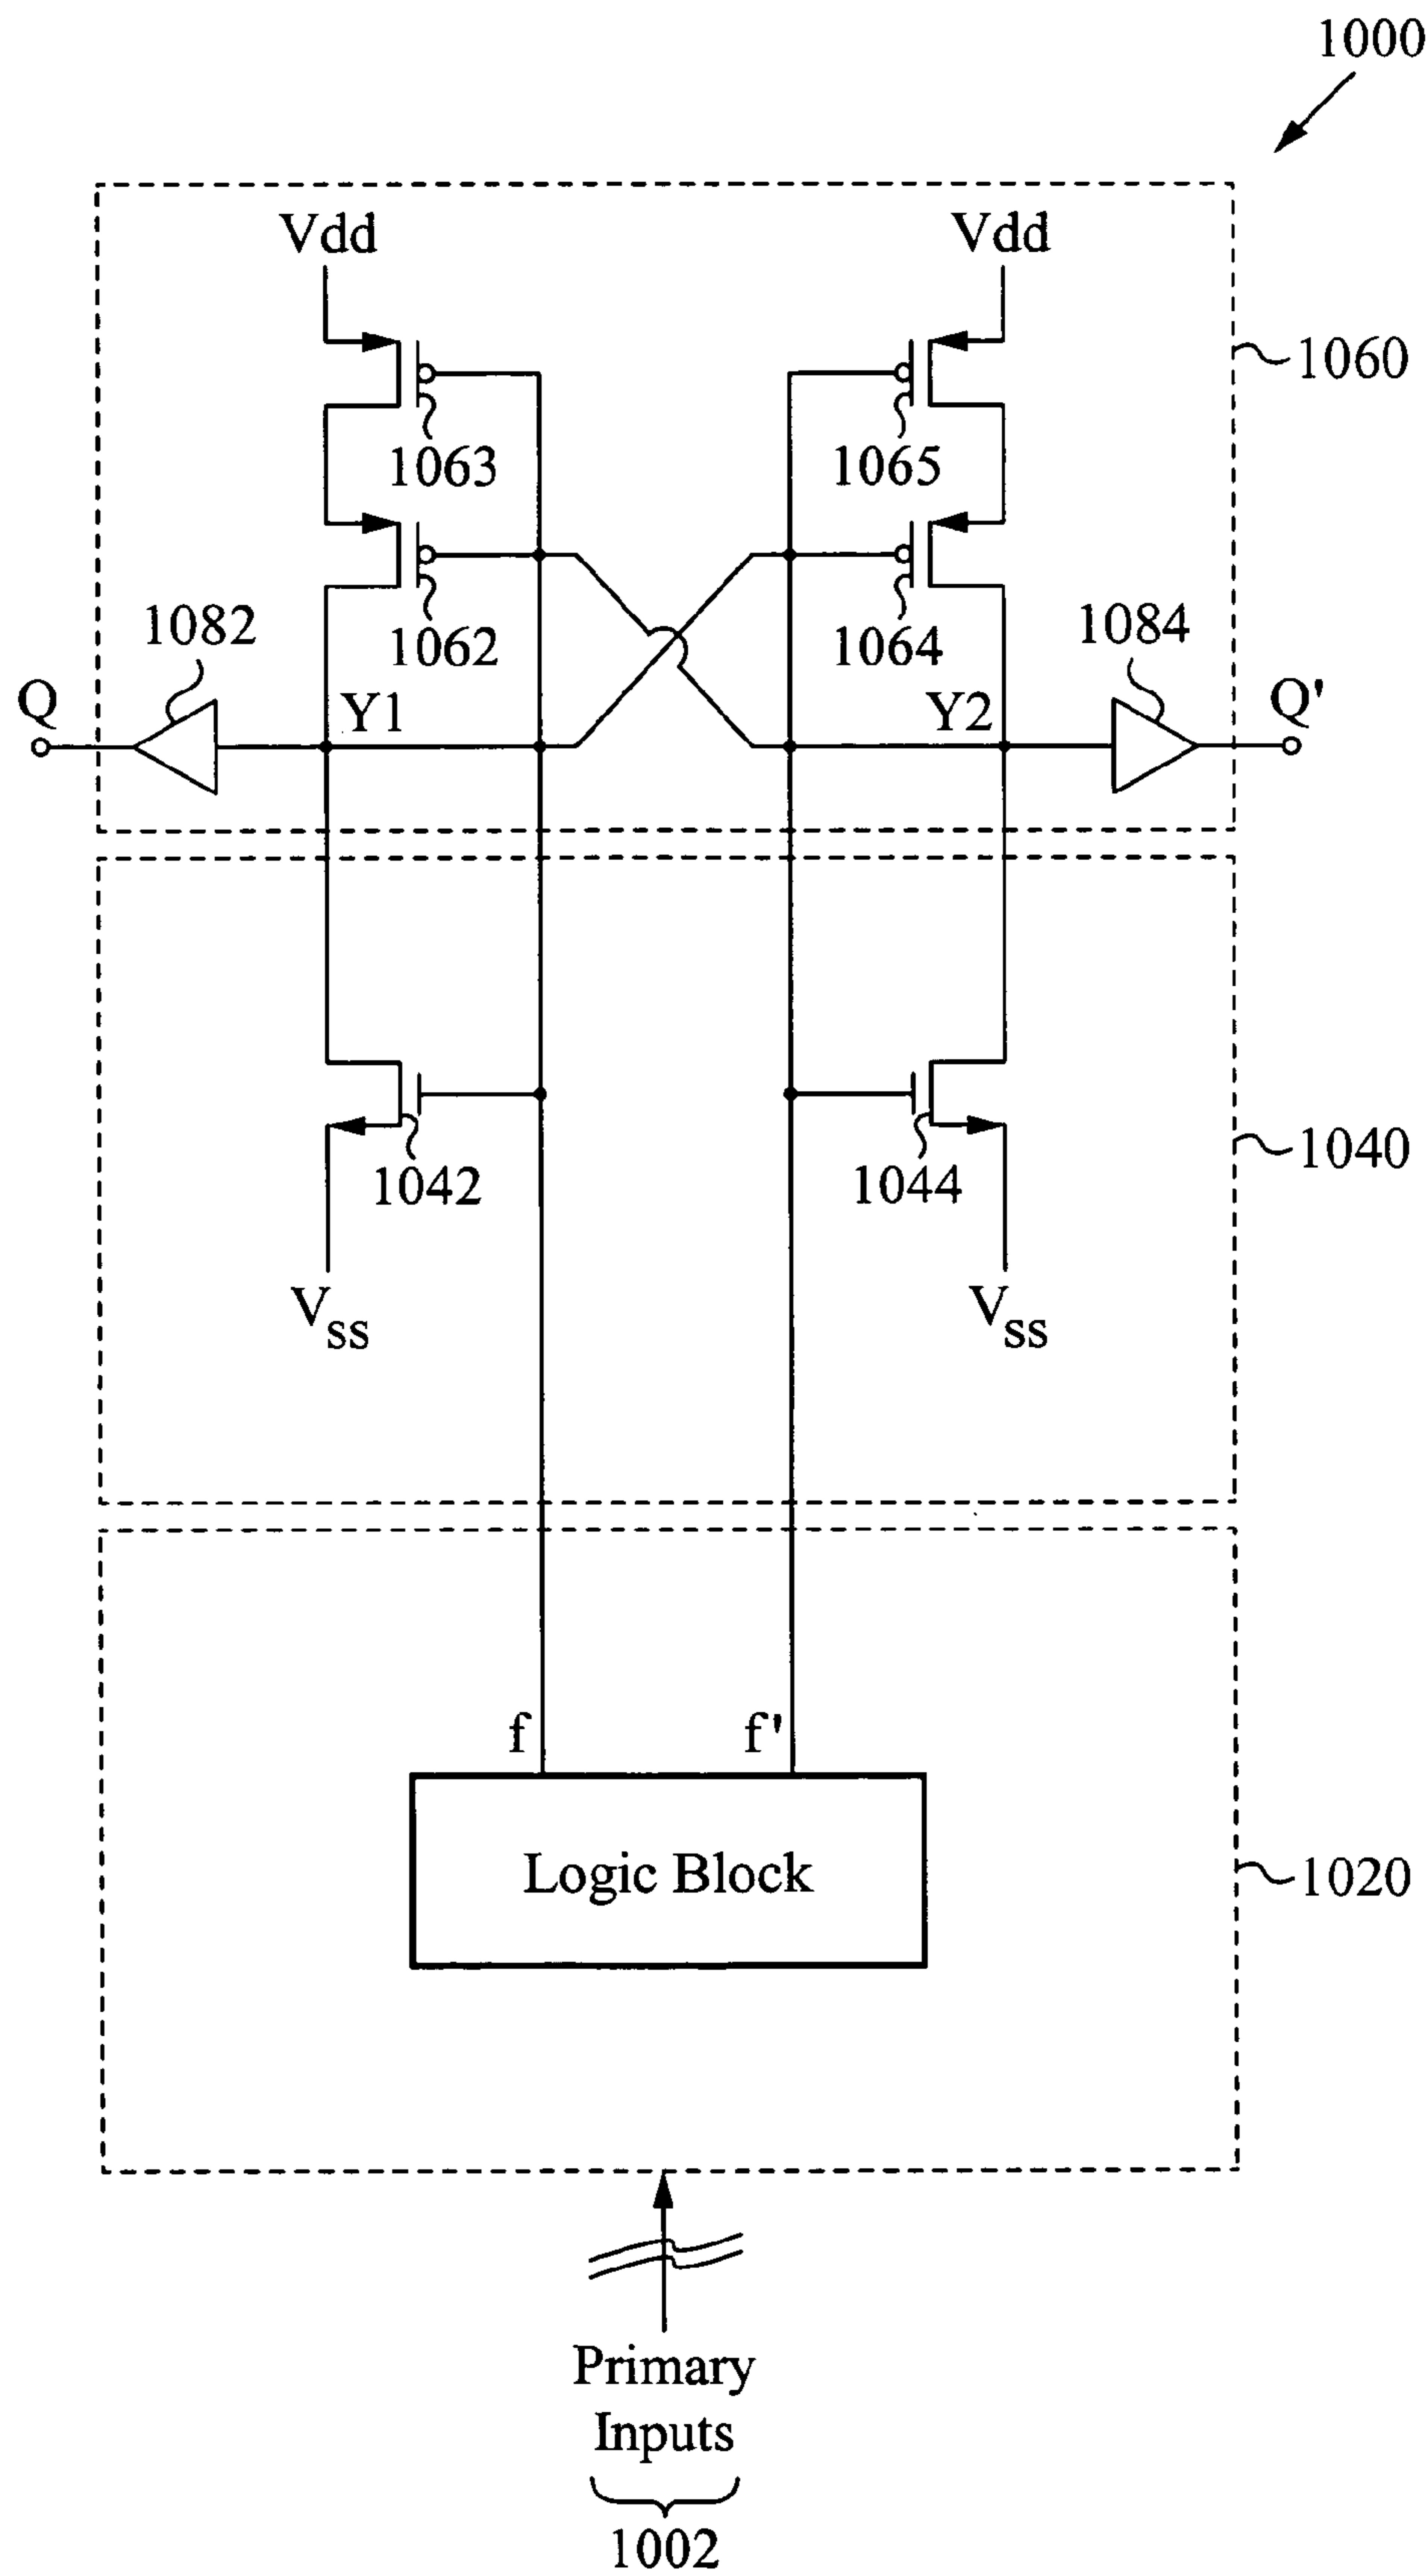 1000
Vdd
Vdd
1060
1063
1065
1082
1062
1064
1084
Q
Y1
Y2
Q'
1042
1044
1040
Vss
Vss
f
f'
Logic Block
1020
Primary
Inputs
1002